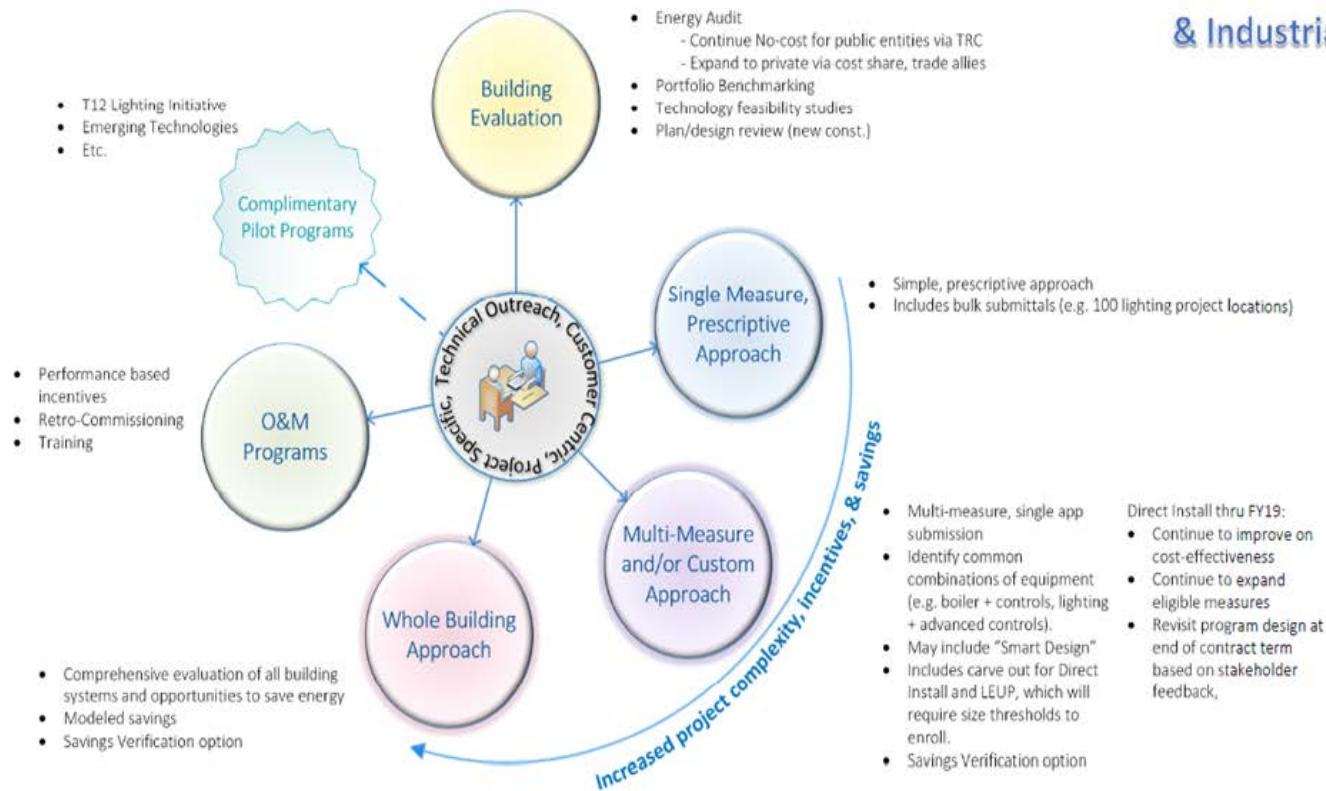 & Industria
• Energy Audit
- Continue No-cost for public entities via TRC
- Expand to private via cost share, trade allies
• Portfolio Benchmarking
• Technology feasibility studies
• Plan/design review (new const.)
Building
Evaluation
• T12 Lighting Initiative
• Emerging Technologies
• Etc.
Complimentary
Pilot Programs
Single Measure,
Prescriptive
Approach
• Simple, prescriptive approach
• Includes bulk submittals (e.g. 100 lighting project locations)
Technical Outreach, Customer Centric, Project Specific,
• Performance based
incentives
• Retro-Commissioning
• Training
O&M
Programs
Multi-Measure
and/or Custom
Approach
• Multi-measure, single app
submission
• Identify common
combinations of equipment
(e.g. boiler + controls, lighting
+ advanced controls).
• May include "Smart Design"
• Includes carve out for Direct
Install and LEUP, which will
require size thresholds to
enroll.
• Savings Verification option
Direct Install thru FY19:
• Continue to improve on
cost-effectiveness
• Continue to expand
eligible measures
• Revisit program design at
end of contract term
based on stakeholder
feedback,
Whole Building
Approach
• Comprehensive evaluation of all building
systems and opportunities to save energy
• Modeled savings
• Savings Verification option
Increased project complexity, incentives, & savings